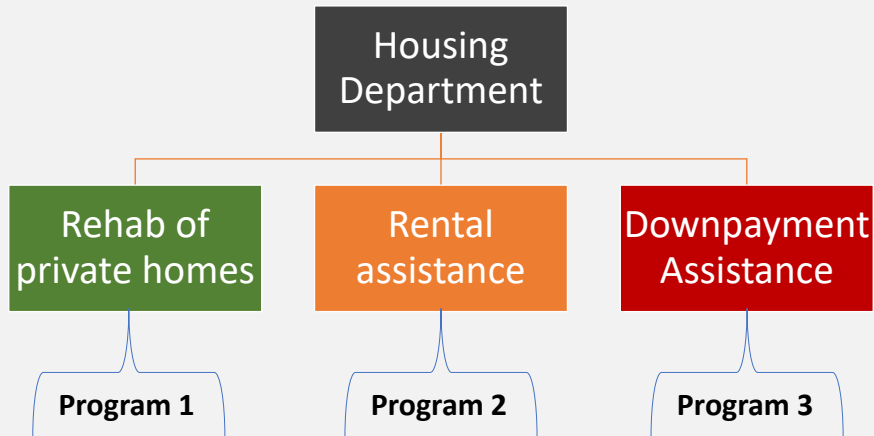 Housing
Department
Rehab of
private homes
Rental
assistance
Downpayment
Assistance
Program 1
Program 2
Program 3